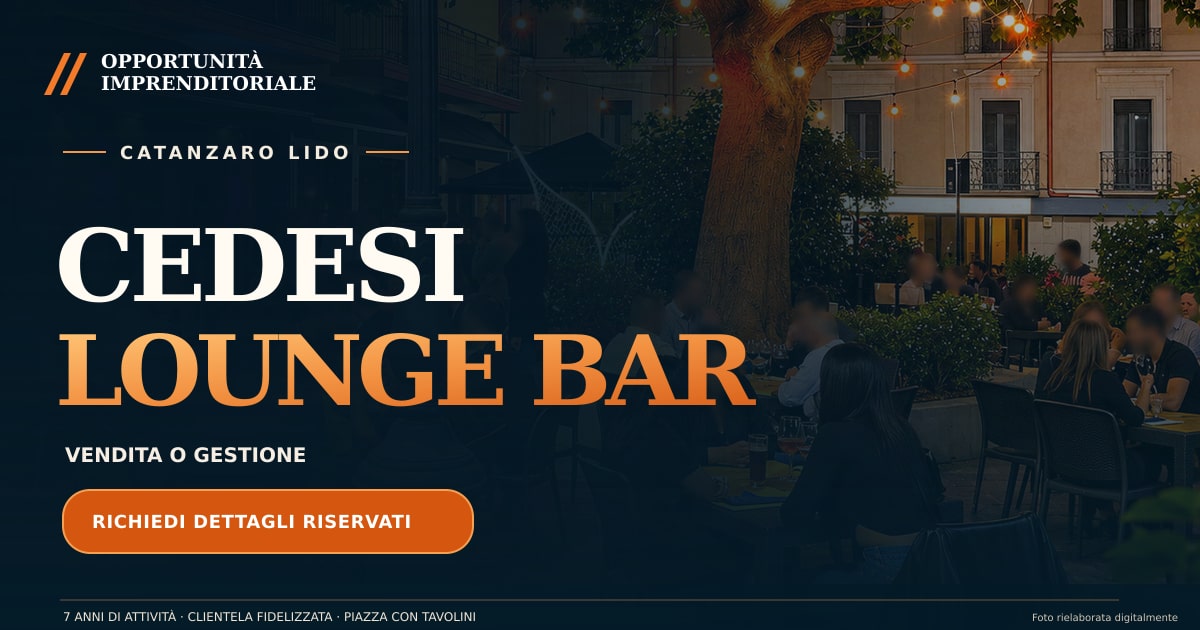 OPPORTUNITÀ
IMPRENDITORIALE
CATANZARO LIDO
CEDESI
LOUNGE BAR
VENDITA O GESTIONE
RICHIEDI DETTAGLI RISERVATI
7 ANNI DI ATTIVITÀ · CLIENTELA FIDELIZZATA · PIAZZA CON TAVOLINI
Foto rielaborata digitalmente